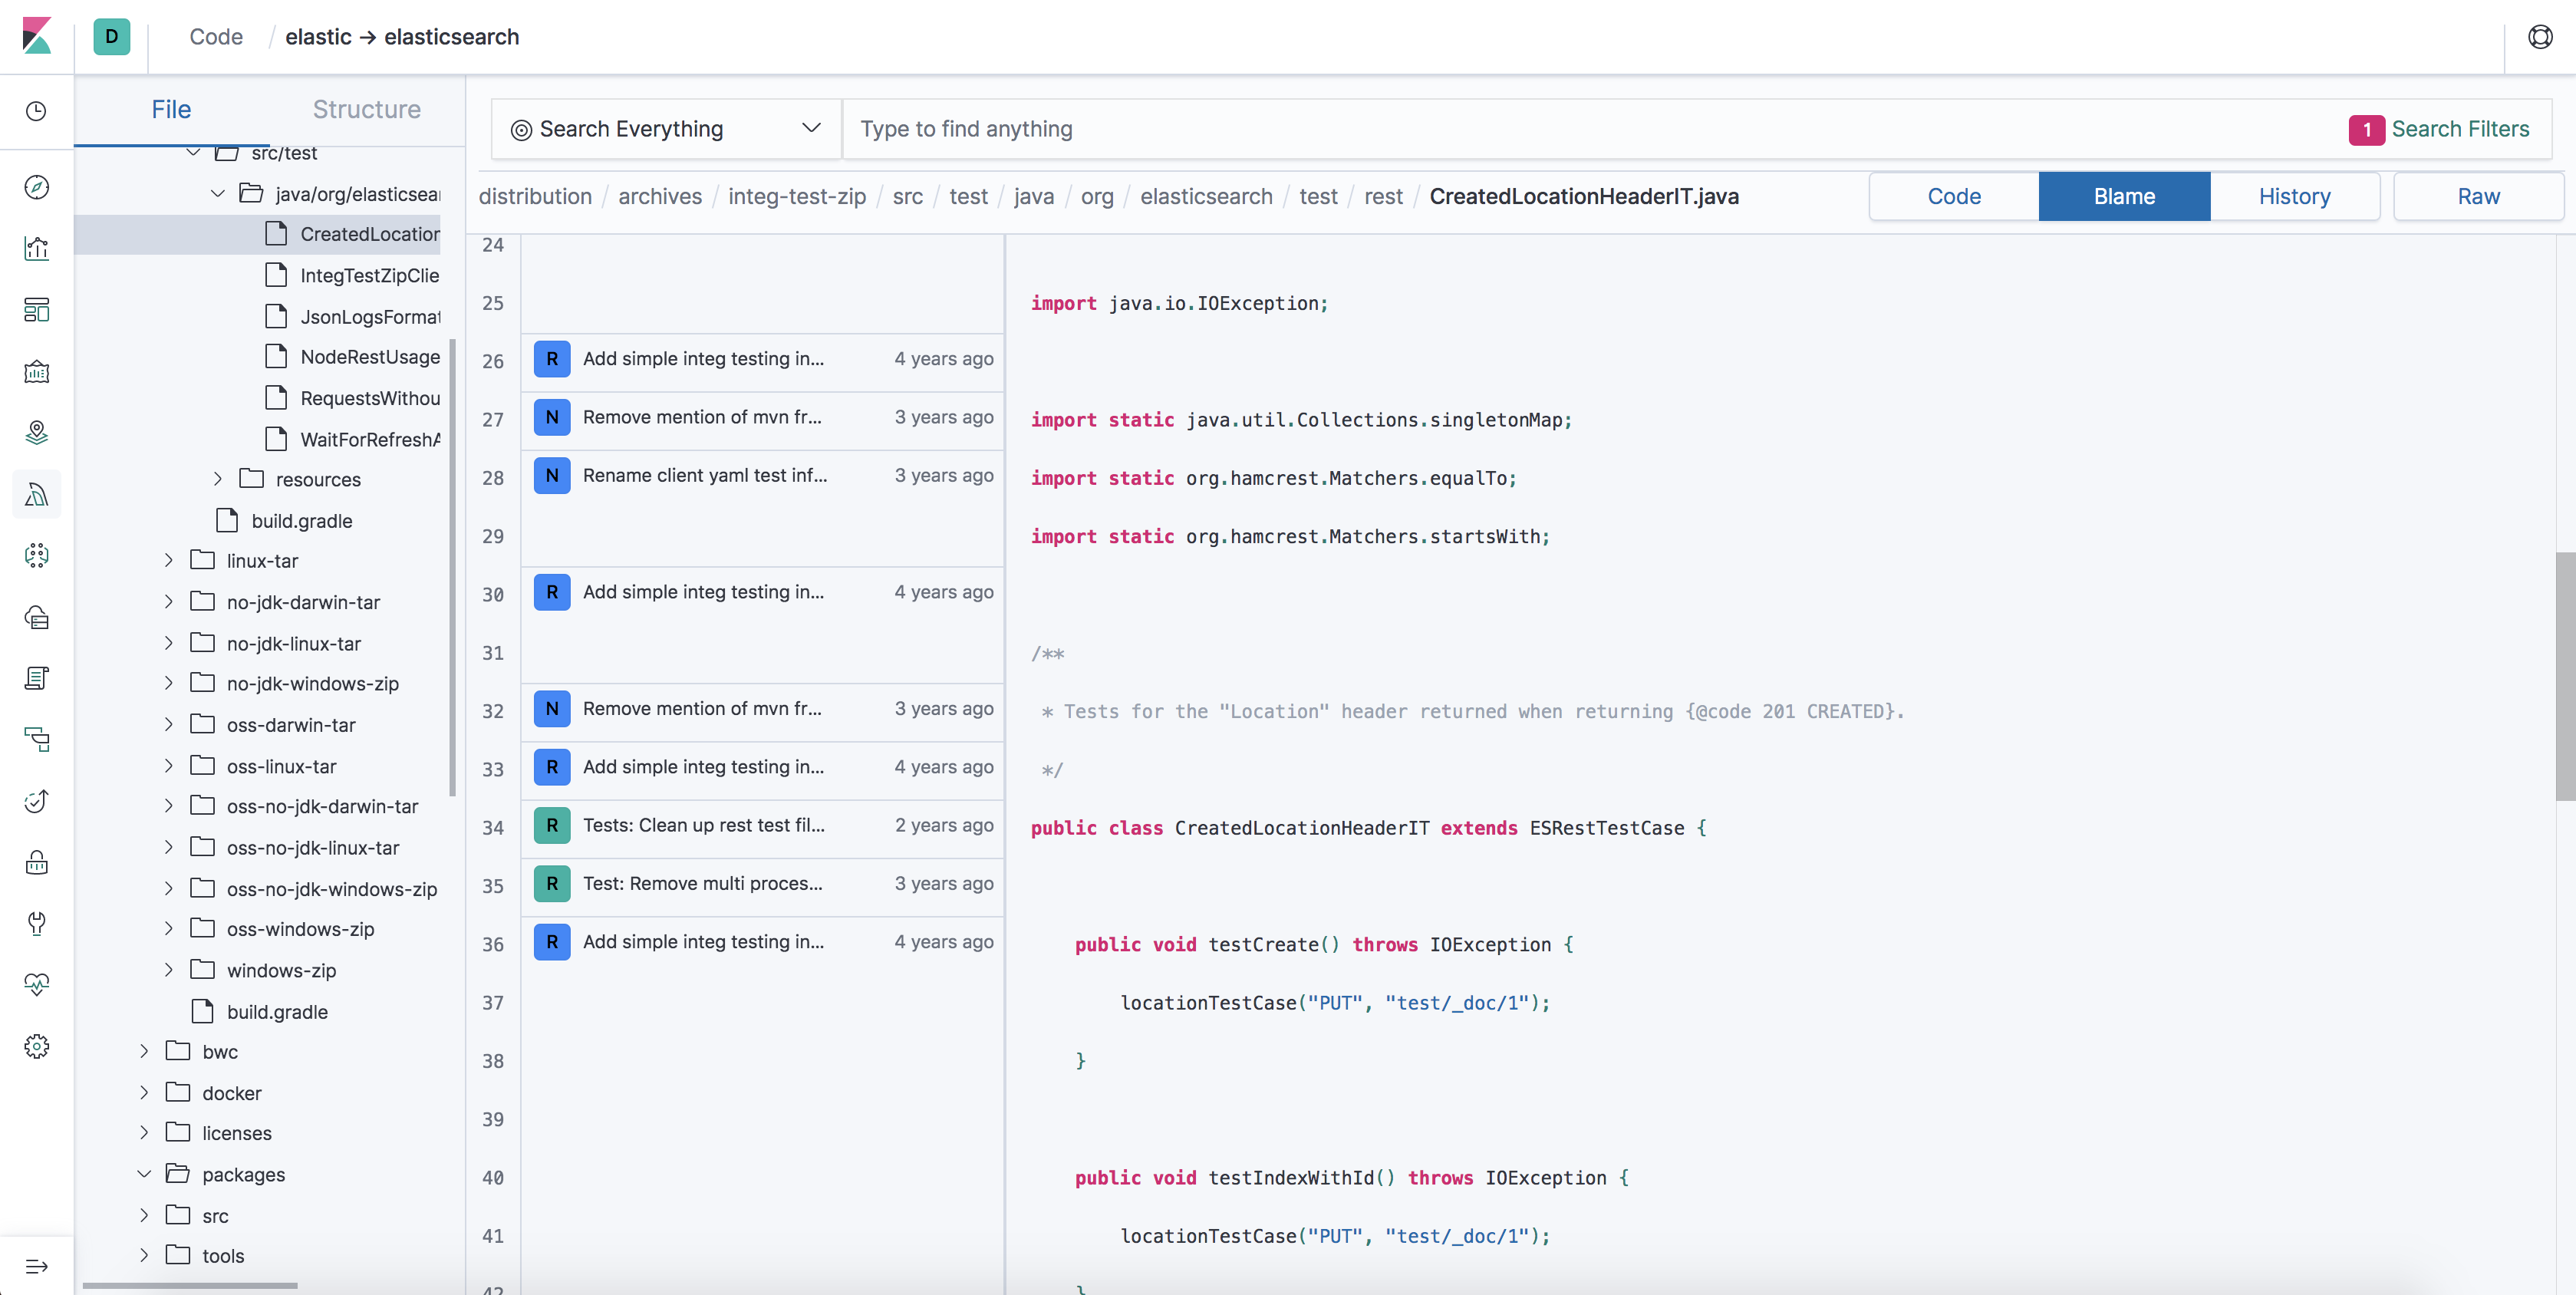 D Code / elastic → elasticsearch
File Structure
src/test
java/org/elasticsear
CreatedLocation
IntegTestZipClie
JsonLogsFormat
NodeRestUsage
RequestsWithou
WaitForRefreshA
resources
build.gradle
linux-tar
no-jdk-darwin-tar
no-jdk-linux-tar
no-jdk-windows-zip
oss-darwin-tar
oss-linux-tar
oss-no-jdk-darwin-tar
oss-no-jdk-linux-tar
oss-no-jdk-windows-zip
oss-windows-zip
windows-zip
build.gradle
bwc
docker
licenses
packages
src
tools
Search Everything Type to find anything 1 Search Filters
distribution / archives / integ-test-zip / src / test / java / org / elasticsearch / test / rest / CreatedLocationHeaderIT.java Code Blame History Raw
24
25 import java.io.IOException;
26 R Add simple integ testing in... 4 years ago
27 N Remove mention of mvn fr... 3 years ago import static java.util.Collections.singletonMap;
28 N Rename client yaml test inf... 3 years ago import static org.hamcrest.Matchers.equalTo;
29 import static org.hamcrest.Matchers.startsWith;
30 R Add simple integ testing in... 4 years ago
31 /**
32 N Remove mention of mvn fr... 3 years ago * Tests for the "Location" header returned when returning {@code 201 CREATED}.
33 R Add simple integ testing in... 4 years ago */
34 R Tests: Clean up rest test fil... 2 years ago public class CreatedLocationHeaderIT extends ESRestTestCase {
35 R Test: Remove multi proces... 3 years ago
36 R Add simple integ testing in... 4 years ago public void testCreate() throws IOException {
37 locationTestCase("PUT", "test/_doc/1");
38 }
39
40 public void testIndexWithId() throws IOException {
41 locationTestCase("PUT", "test/_doc/1");
42 }